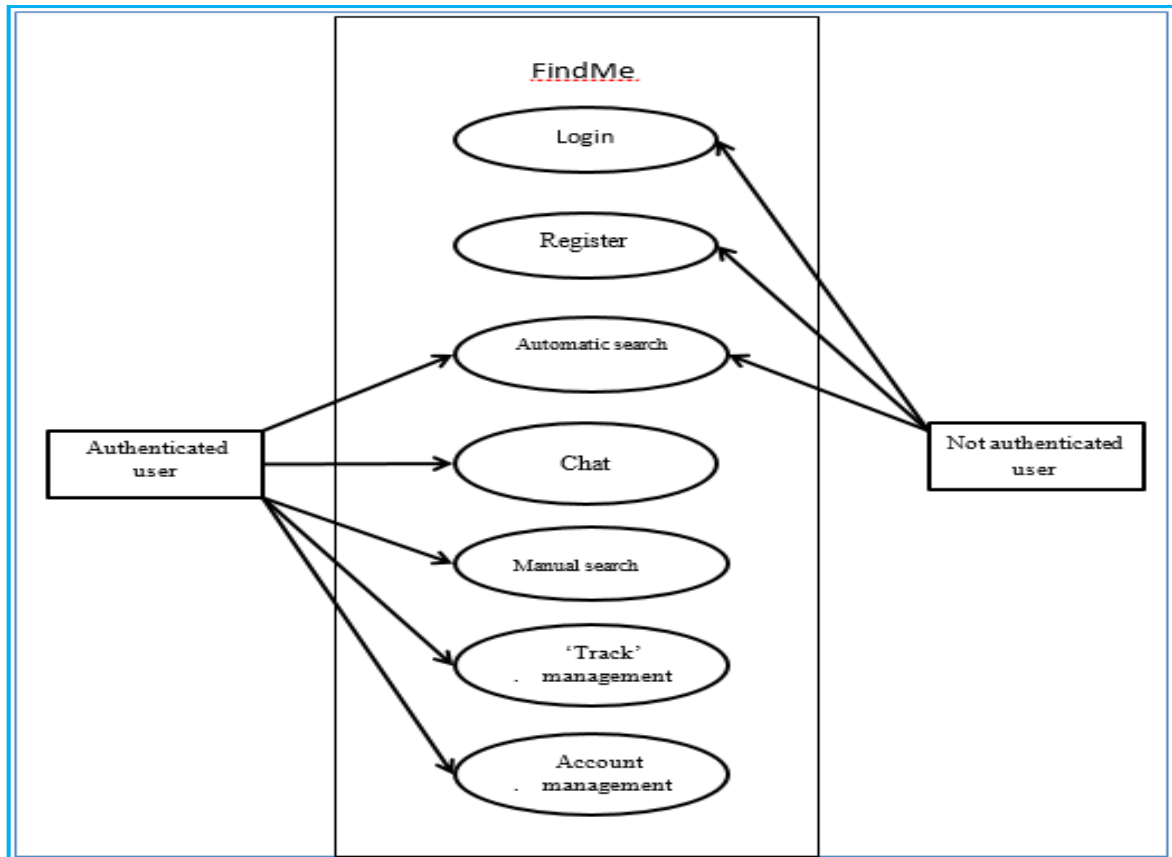 FindMe
Login
Register
Automatic search
Authenticated
user
Chat
Not authenticated
user
Manual search
‘Track’
. management
Account
. management